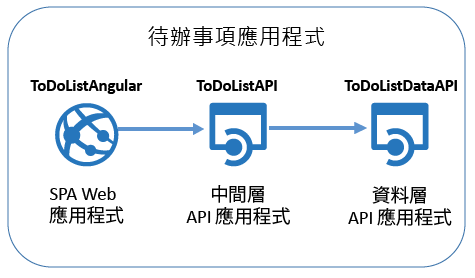 待辦事項應用程式
ToDoListAngular
ToDoListAPI
ToDoListDataAPI
SPA Web
應用程式
中間層
API 應用程式
資料層
API 應用程式